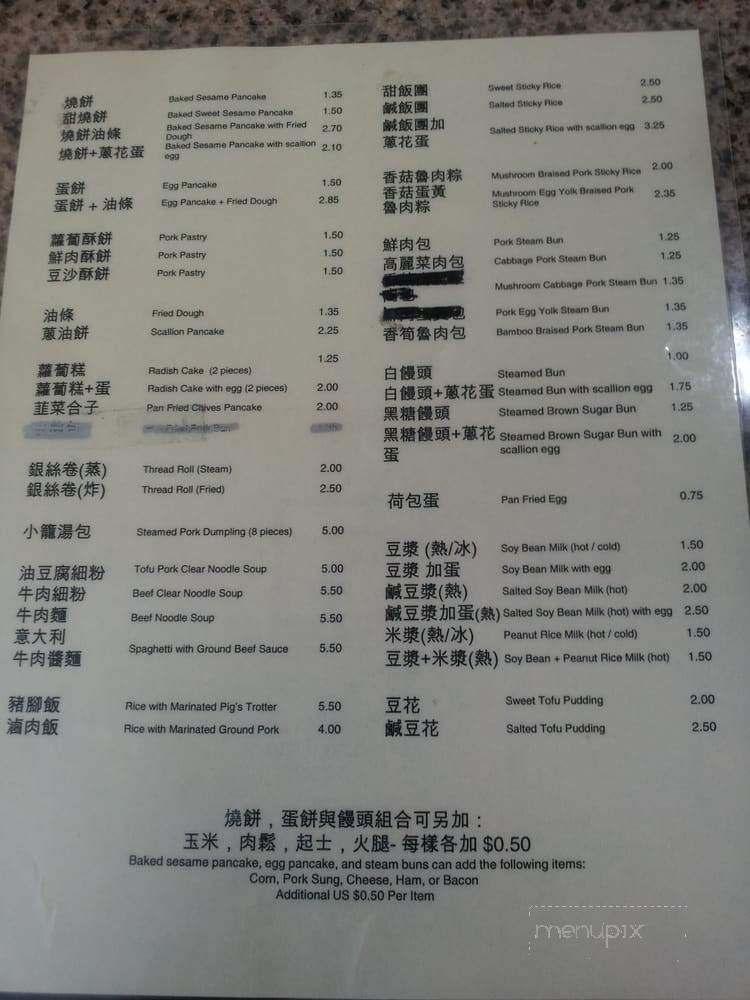 燒餅 Baked Sesame Pancake 1.35
甜燒餅 Baked Sweet Sesame Pancake 1.50
燒餅油條 Baked Sesame Pancake with Fried Dough 2.70
燒餅+蔥花蛋 Baked Sesame Pancake with scallion egg 2.10
蛋餅 Egg Pancake 1.50
蛋餅 + 油條 Egg Pancake + Fried Dough 2.85
蘿蔔酥餅 Pork Pastry 1.50
鮮肉酥餅 Pork Pastry 1.50
豆沙酥餅 Pork Pastry 1.50
油條 Fried Dough 1.35
蔥油餅 Scallion Pancake 2.25
蘿蔔糕 Radish Cake (2 pieces) 1.25
蘿蔔糕+蛋 Radish Cake with egg (2 pieces) 2.00
韮菜合子 Pan Fried Chives Pancake 2.00
銀絲卷(蒸) Thread Roll (Steam) 2.00
銀絲卷(炸) Thread Roll (Fried) 2.50
小籠湯包 Steamed Pork Dumpling (8 pieces) 5.00
油豆腐細粉 Tofu Pork Clear Noodle Soup 5.00
牛肉細粉 Beef Clear Noodle Soup 5.50
牛肉麵 Beef Noodle Soup 5.50
意大利
牛肉醬麵 Spaghetti with Ground Beef Sauce 5.50
豬腳飯 Rice with Marinated Pig's Trotter 5.50
滷肉飯 Rice with Marinated Ground Pork 4.00
甜飯團 Sweet Sticky Rice 2.50
鹹飯團 Salted Sticky Rice 2.50
鹹飯團加
蔥花蛋 Salted Sticky Rice with scallion egg 3.25
香菇魯肉粽 Mushroom Braised Pork Sticky Rice 2.00
香菇蛋黃 Mushroom Egg Yolk Braised Pork
魯肉粽 Sticky Rice 2.35
鮮肉包 Pork Steam Bun 1.25
高麗菜肉包 Cabbage Pork Steam Bun 1.25
Mushroom Cabbage Pork Steam Bun 1.35
包 Pork Egg Yolk Steam Bun 1.35
香筍魯肉包 Bamboo Braised Pork Steam Bun 1.35
白饅頭 Steamed Bun 1.00
白饅頭+蔥花蛋 Steamed Bun with scallion egg 1.75
黑糖饅頭 Steamed Brown Sugar Bun 1.25
黑糖饅頭+蔥花 Steamed Brown Sugar Bun with
蛋 scallion egg 2.00
荷包蛋 Pan Fried Egg 0.75
豆漿 (熱/冰) Soy Bean Milk (hot / cold) 1.50
豆漿 加蛋 Soy Bean Milk with egg 2.00
鹹豆漿(熱) Salted Soy Bean Milk (hot) 2.00
鹹豆漿加蛋(熱) Salted Soy Bean Milk (hot) with egg 2.50
米漿(熱/冰) Peanut Rice Milk (hot / cold) 1.50
豆漿+米漿(熱) Soy Bean + Peanut Rice Milk (hot) 1.50
豆花 Sweet Tofu Pudding 2.00
鹹豆花 Salted Tofu Pudding 2.50
燒餅，蛋餅與饅頭組合可另加：
玉米，肉鬆，起士，火腿- 每樣各加 $0.50
Baked sesame pancake, egg pancake, and steam buns can add the following items:
Corn, Pork Sung, Cheese, Ham, or Bacon
Additional US $0.50 Per Item
menupix